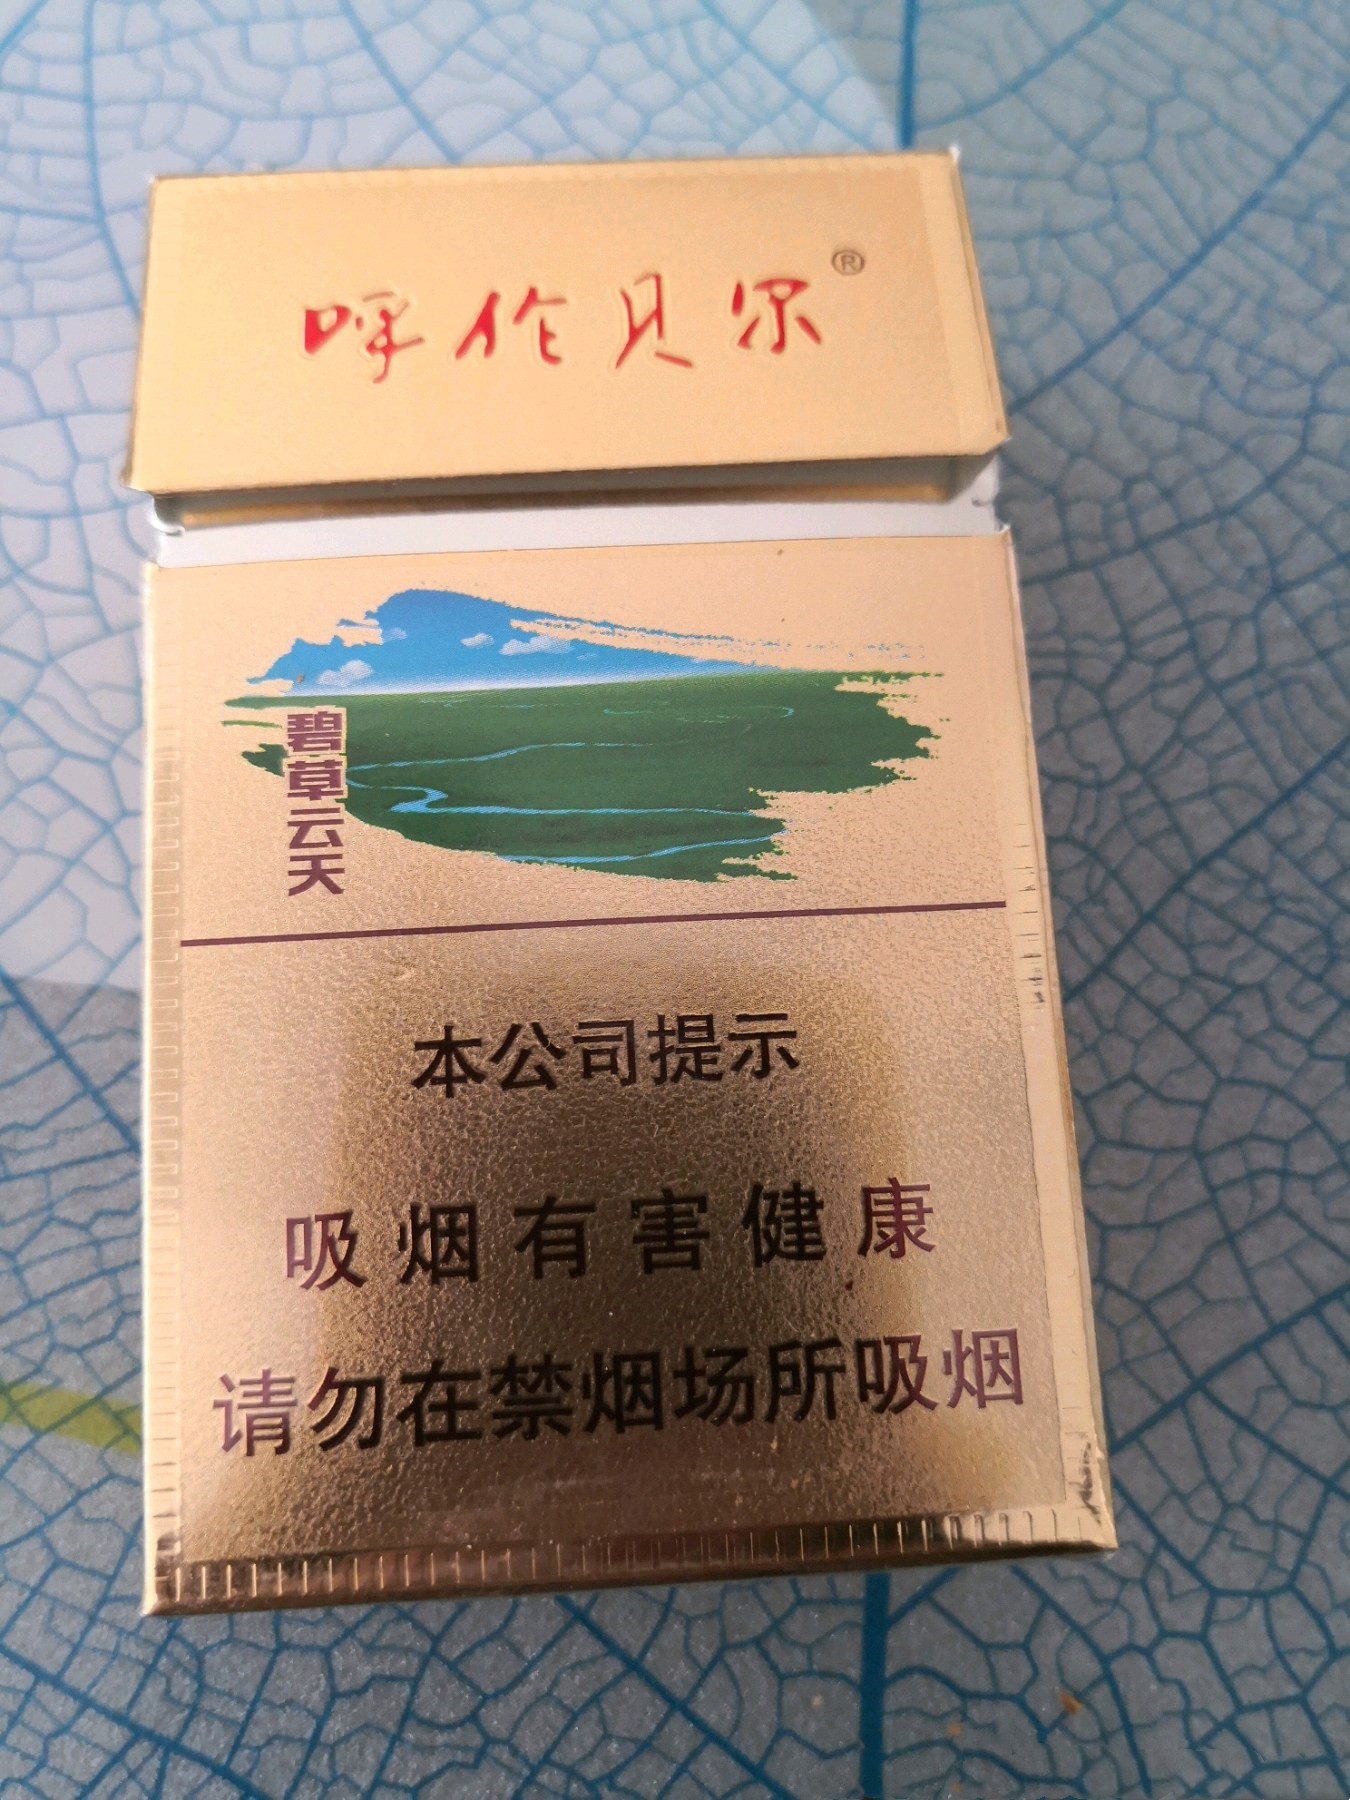 呼伦贝尔®
碧草云天
本公司提示
吸烟有害健康
请勿在禁烟场所吸烟